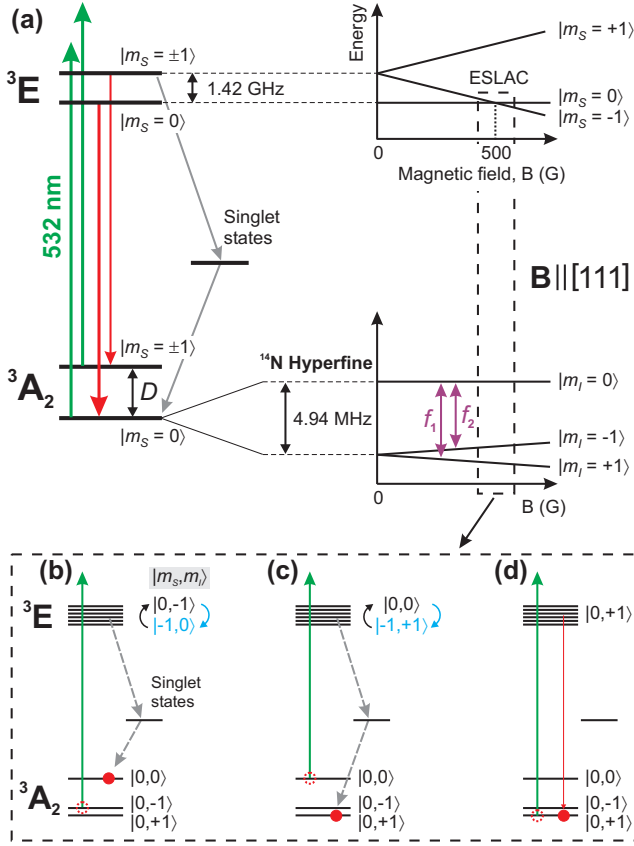 (a)
|mS = ±1⟩
³E
1.42 GHz
|mS = 0⟩
532 nm
Singlet
states
|mS = ±1⟩
³A₂
D
|mS = 0⟩
Energy
|mS = +1⟩
ESLAC
|mS = 0⟩
|mS = -1⟩
0
500
Magnetic field, B (G)
B||[111]
¹⁴N Hyperfine
4.94 MHz
|mI = 0⟩
f₁
f₂
|mI = -1⟩
|mI = +1⟩
0
B (G)
(b)
|mS,mI⟩
³E
|0,-1⟩
|-1,0⟩
Singlet
states
|0,0⟩
³A₂
|0,-1⟩
|0,+1⟩
(c)
|0,0⟩
|-1,+1⟩
|0,0⟩
|0,-1⟩
|0,+1⟩
(d)
|0,+1⟩
|0,0⟩
|0,-1⟩
|0,+1⟩